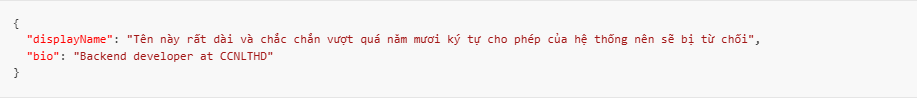 {
"displayName": "Tên này rất dài và chắc chắn vượt quá năm mươi ký tự cho phép của hệ thống nên sẽ bị từ chối",
"bio": "Backend developer at CCNLTHD"
}